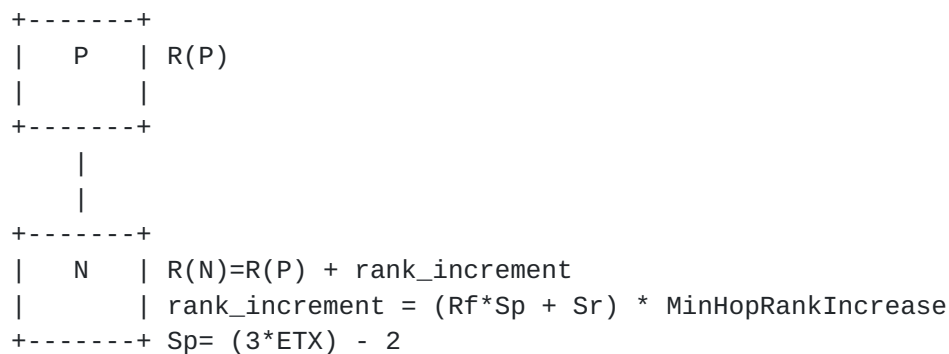 +-------+
|   P   | R(P)
|       |
+-------+
    |
    |
+-------+
|   N   | R(N)=R(P) + rank_increment
|       | rank_increment = (Rf*Sp + Sr) * MinHopRankIncrease
+-------+ Sp= (3*ETX) - 2